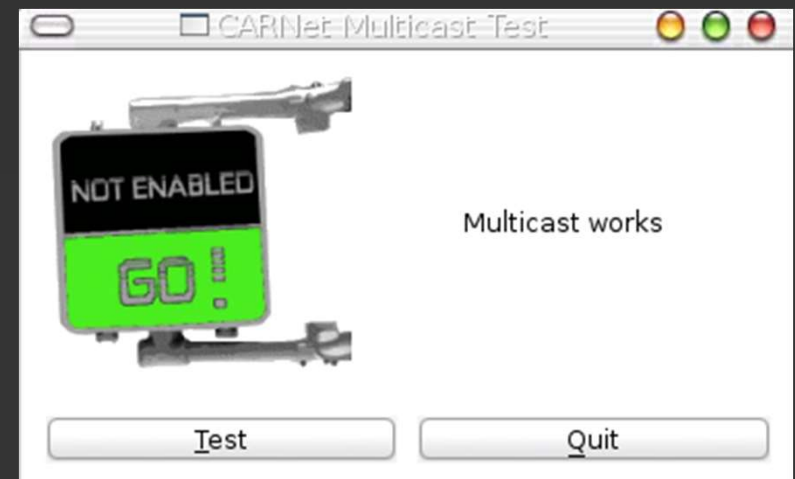 CARNet Multicast Test
NOT ENABLED
GO!
Multicast works
Test
Quit